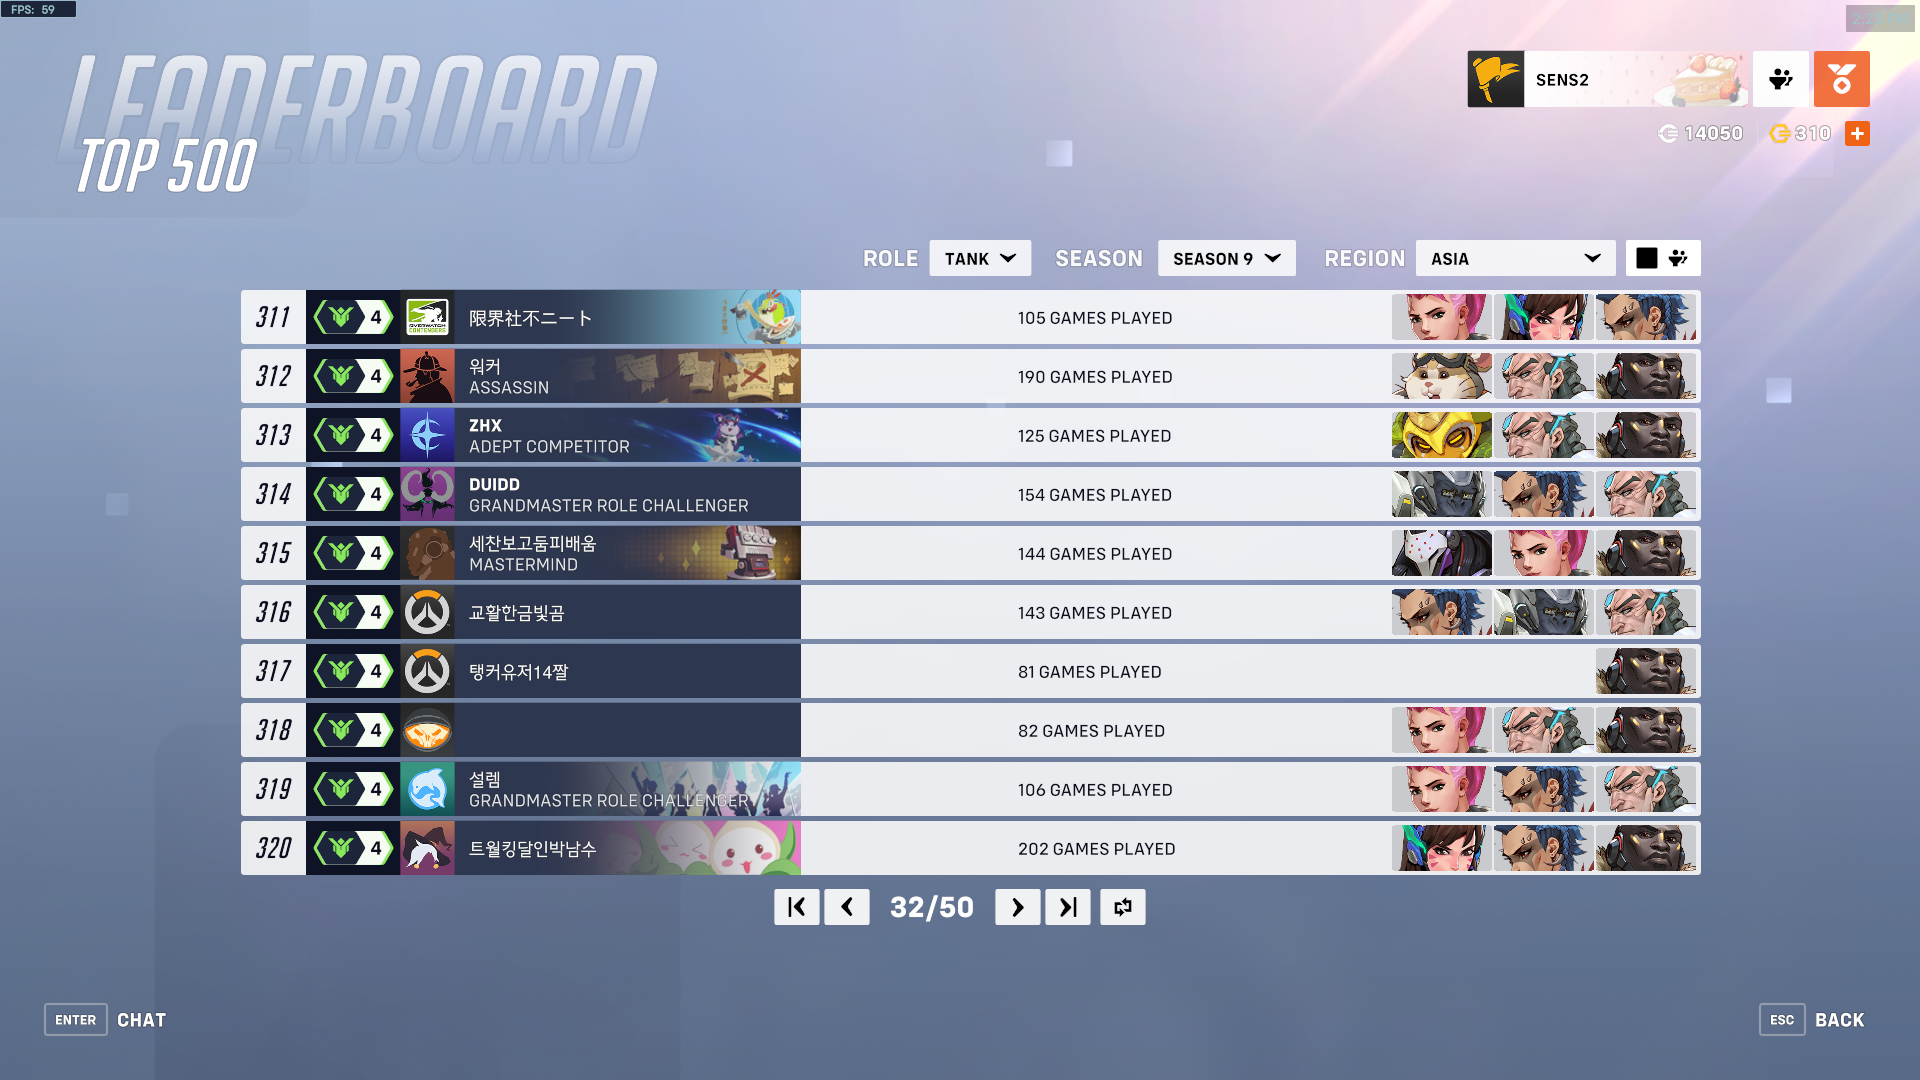 FPS: 59
LEADERBOARD
TOP 500
SENS2
14050
310
ROLE
TANK
SEASON
SEASON 9
REGION
ASIA
311 4 限界社不ニート 105 GAMES PLAYED
312 4 워커 190 GAMES PLAYED
ASSASSIN
313 4 ZHX 125 GAMES PLAYED
ADEPT COMPETITOR
314 4 DUIDD 154 GAMES PLAYED
GRANDMASTER ROLE CHALLENGER
315 4 세찬보고둠피배움 144 GAMES PLAYED
MASTERMIND
316 4 교활한금빛곰 143 GAMES PLAYED
317 4 탱커유저14짤 81 GAMES PLAYED
318 4 82 GAMES PLAYED
319 4 설렘 106 GAMES PLAYED
GRANDMASTER ROLE CHALLENGER
320 4 트월킹달인박남수 202 GAMES PLAYED
32/50
ENTER CHAT
ESC BACK